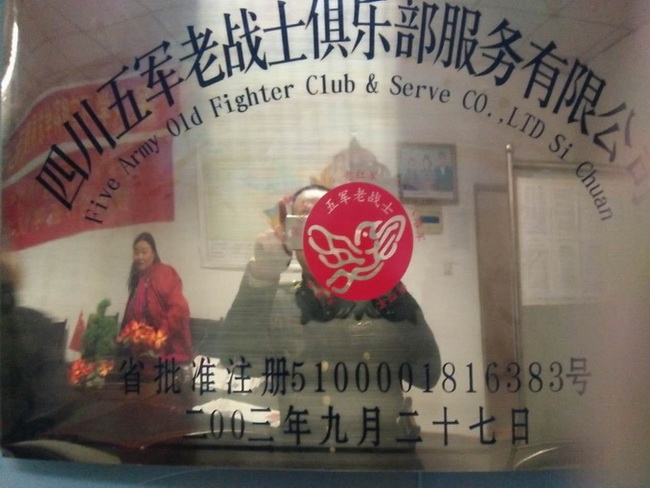 四川五军老战士俱乐部服务有限公司
Five Army Old Fighter Club & Serve CO.,LTD Si Chuan
五军老战士
省批准注册5100001816383号
二00三年九月二十七日